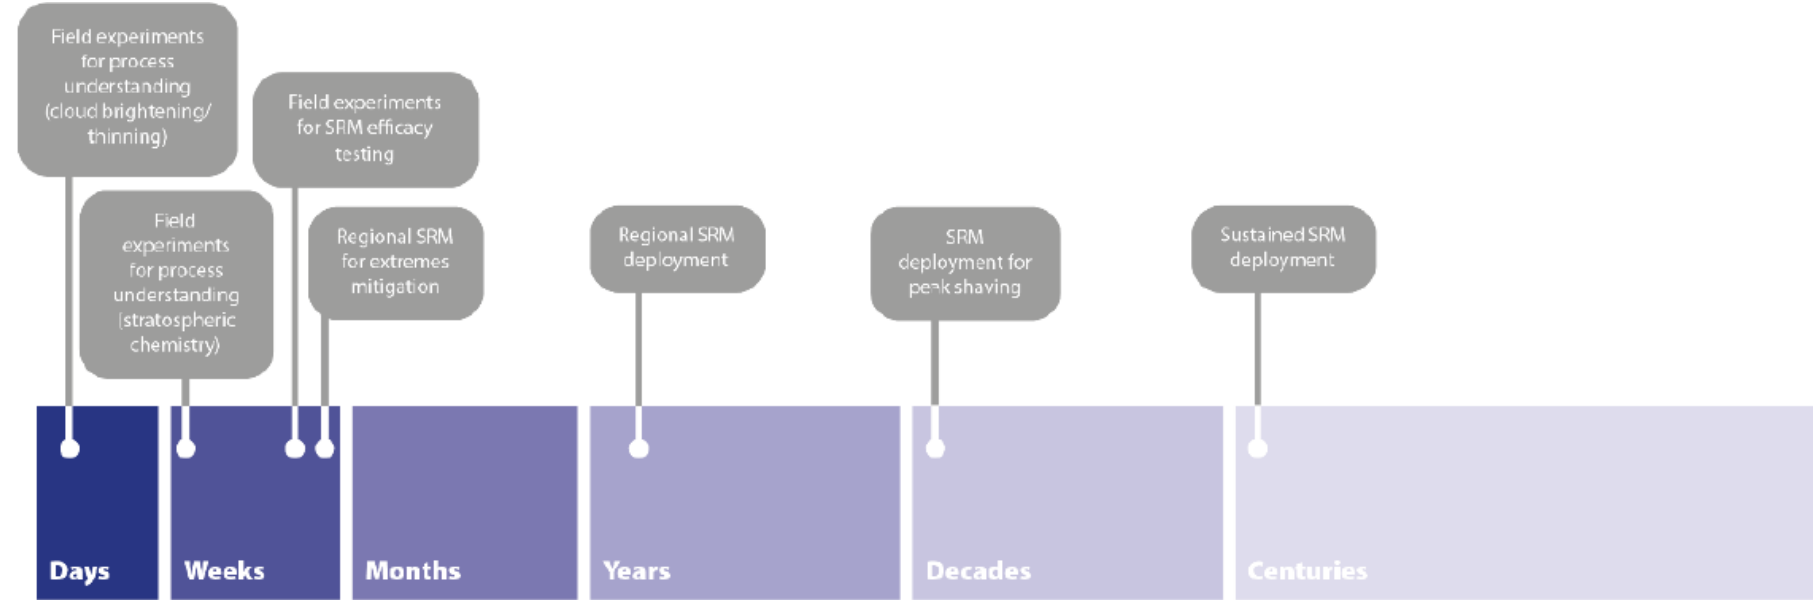 Field experiments
for process
understanding
(cloud brightening/
thinning)
Field experiments
for SRM efficacy
testing
Field
experiments
for process
understanding
(stratospheric
chemistry)
Regional SRM
for extremes
mitigation
Regional SRM
deployment
SRM
deployment for
peak shaving
Sustained SRM
deployment
Days
Weeks
Months
Years
Decades
Centuries